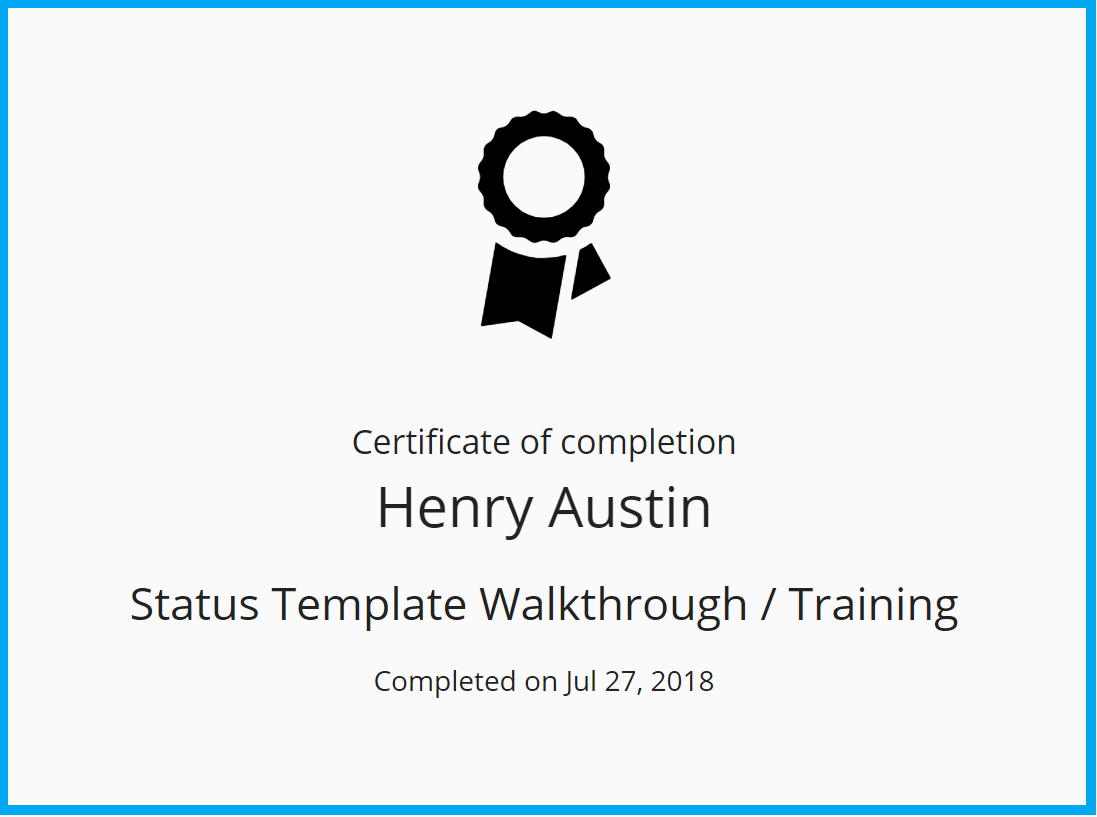 Certificate of completion
Henry Austin
Status Template Walkthrough / Training
Completed on Jul 27, 2018